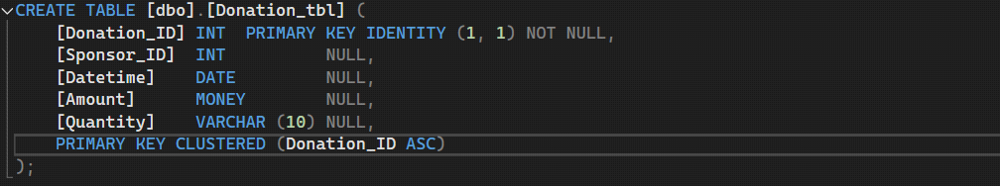 CREATE TABLE [dbo].[Donation_tbl] (
[Donation_ID] INT  PRIMARY KEY IDENTITY (1, 1) NOT NULL,
[Sponsor_ID]  INT          NULL,
[Datetime]    DATE         NULL,
[Amount]      MONEY        NULL,
[Quantity]    VARCHAR (10) NULL,
PRIMARY KEY CLUSTERED (Donation_ID ASC)
);